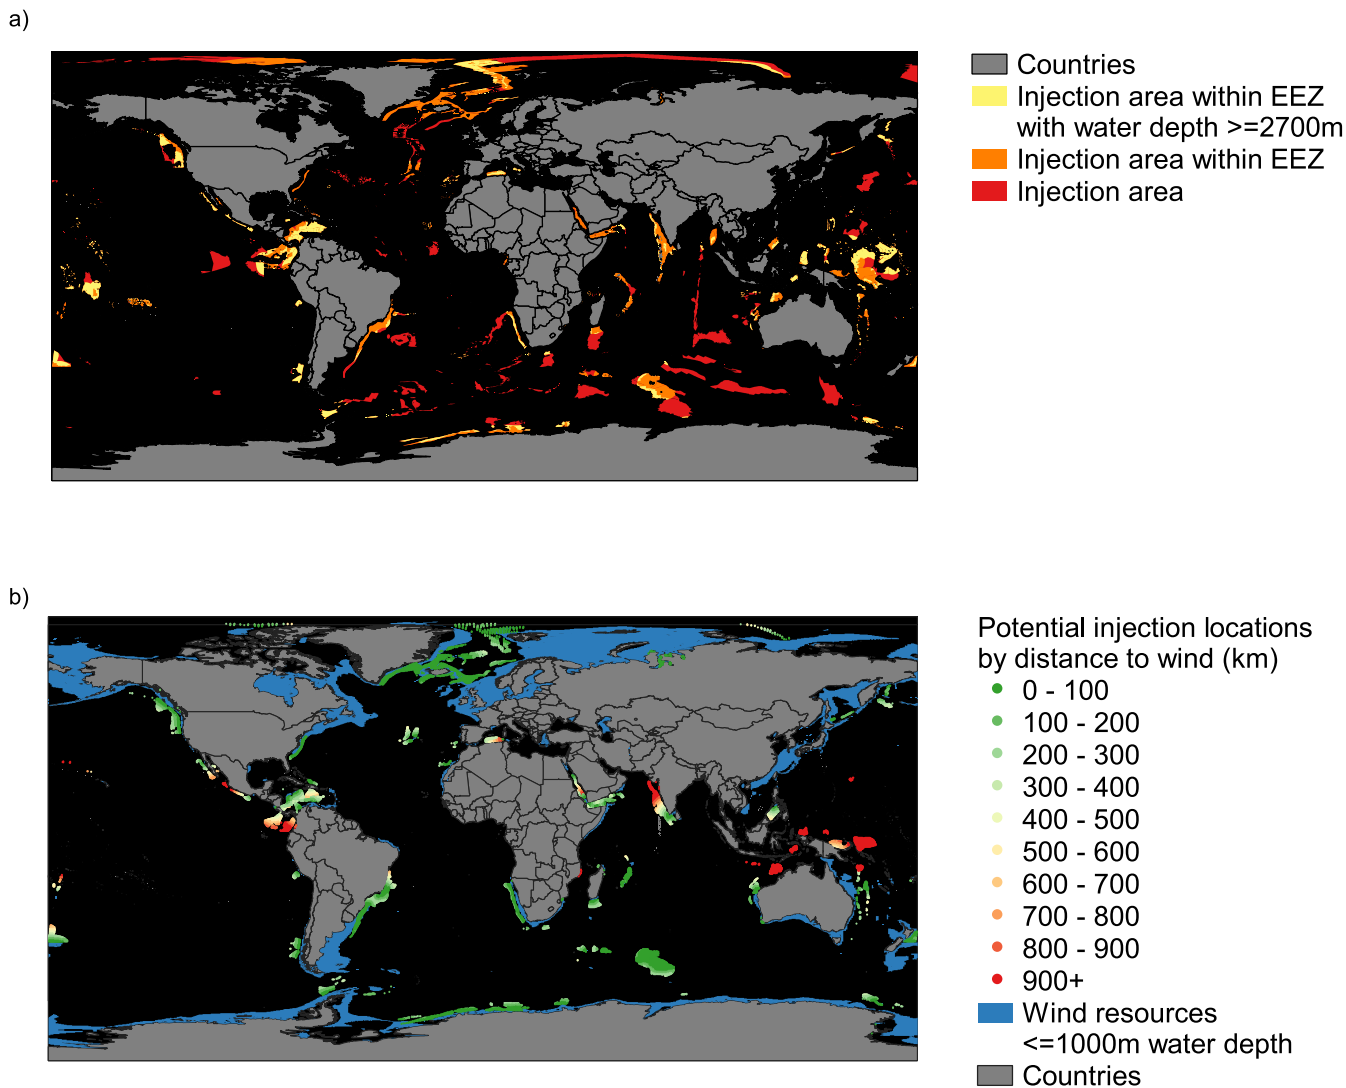 a)
Countries
Injection area within EEZ
with water depth >=2700m
Injection area within EEZ
Injection area
b)
Potential injection locations
by distance to wind (km)
0 - 100
100 - 200
200 - 300
300 - 400
400 - 500
500 - 600
600 - 700
700 - 800
800 - 900
900+
Wind resources
<=1000m water depth
Countries